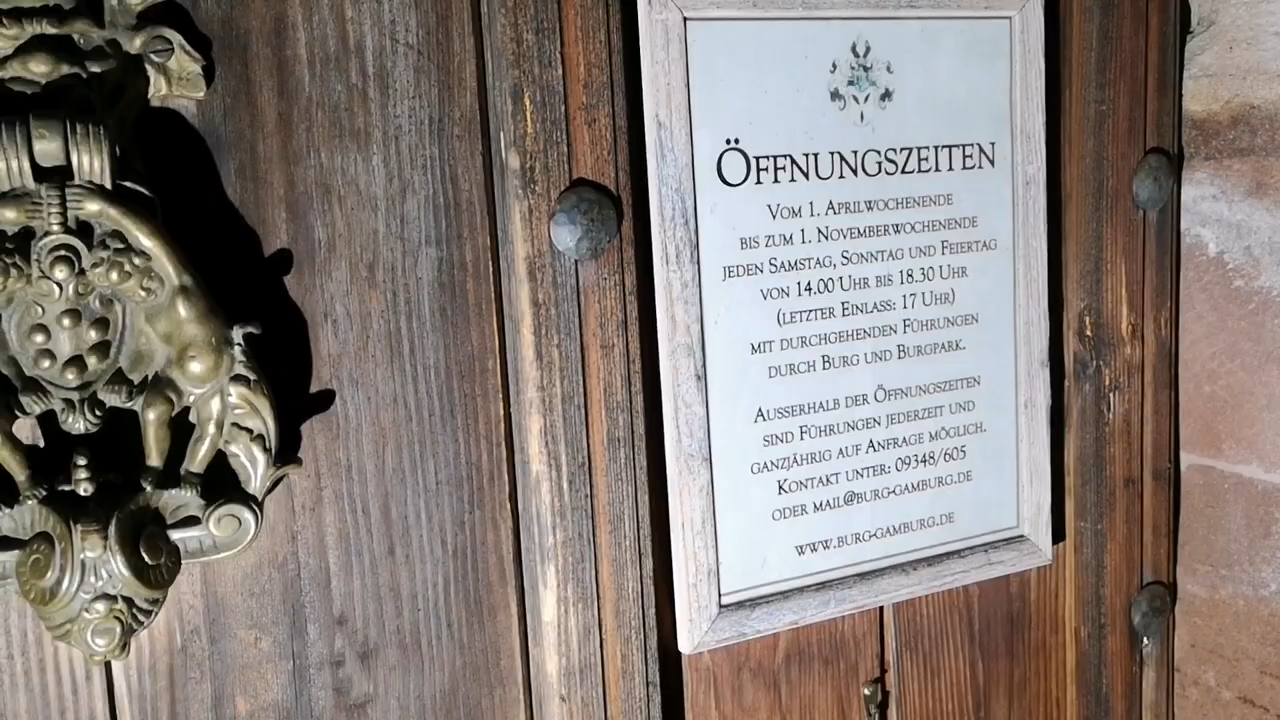 ÖFFNUNGSZEITEN
VOM 1. APRILWOCHENENDE
BIS ZUM 1. NOVEMBERWOCHENENDE
JEDEN SAMSTAG, SONNTAG UND FEIERTAG
VON 14.00 UHR BIS 18.30 UHR
(LETZTER EINLASS: 17 UHR)
MIT DURCHGEHENDEN FÜHRUNGEN
DURCH BURG UND BURGPARK.
AUSSERHALB DER ÖFFNUNGSZEITEN
SIND FÜHRUNGEN JEDERZEIT UND
GANZJÄHRIG AUF ANFRAGE MÖGLICH.
KONTAKT UNTER: 09348/605
ODER MAIL@BURG-GAMBURG.DE
WWW.BURG-GAMBURG.DE